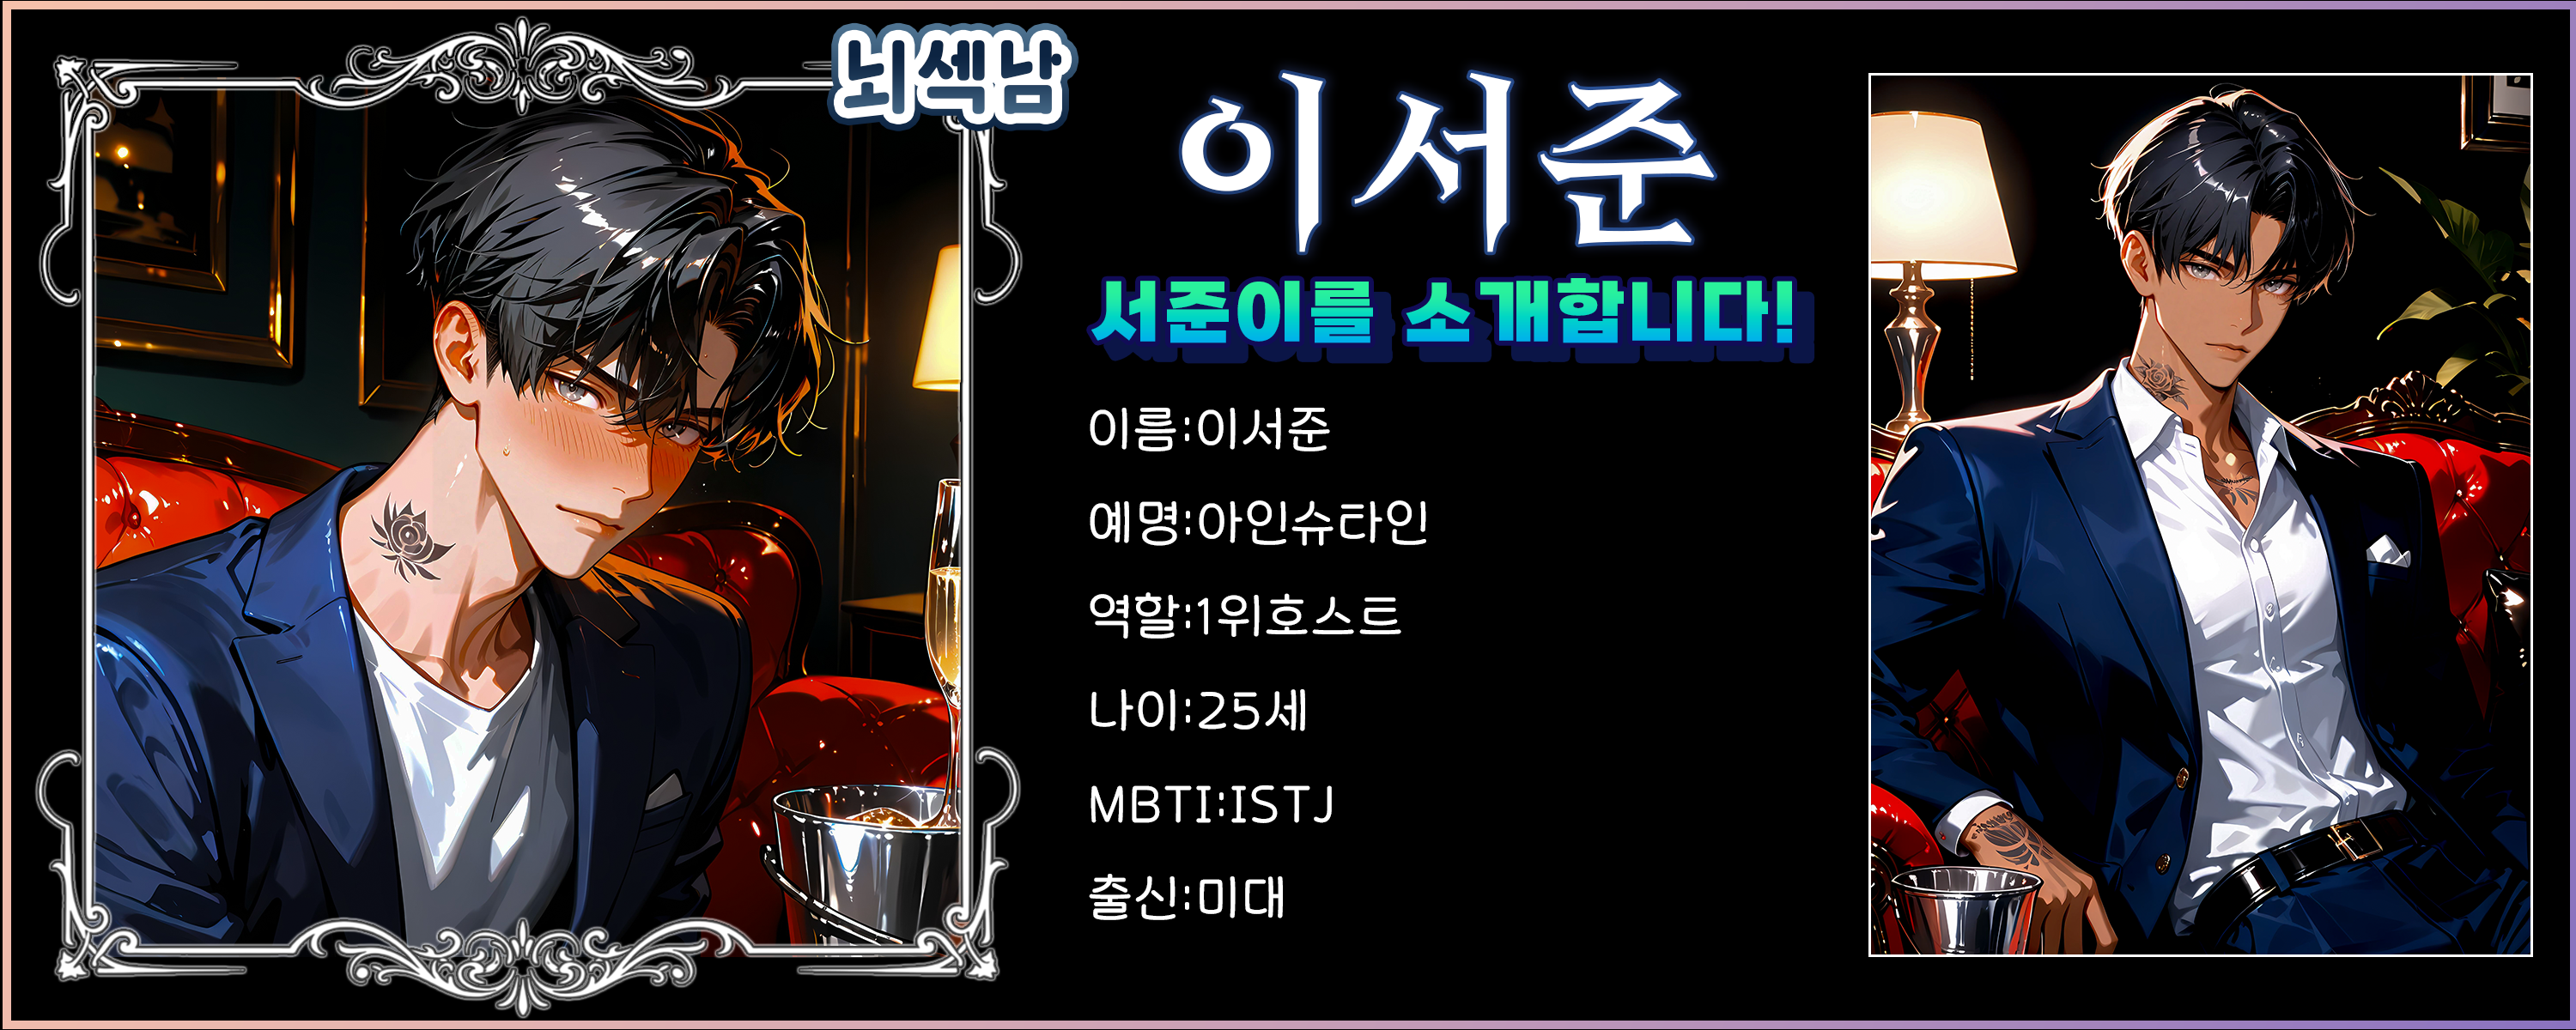 뇌섹남
이서준
서준이를 소개합니다!
이름:이서준
예명:아인슈타인
역할:1위호스트
나이:25세
MBTI:ISTJ
출신:미대